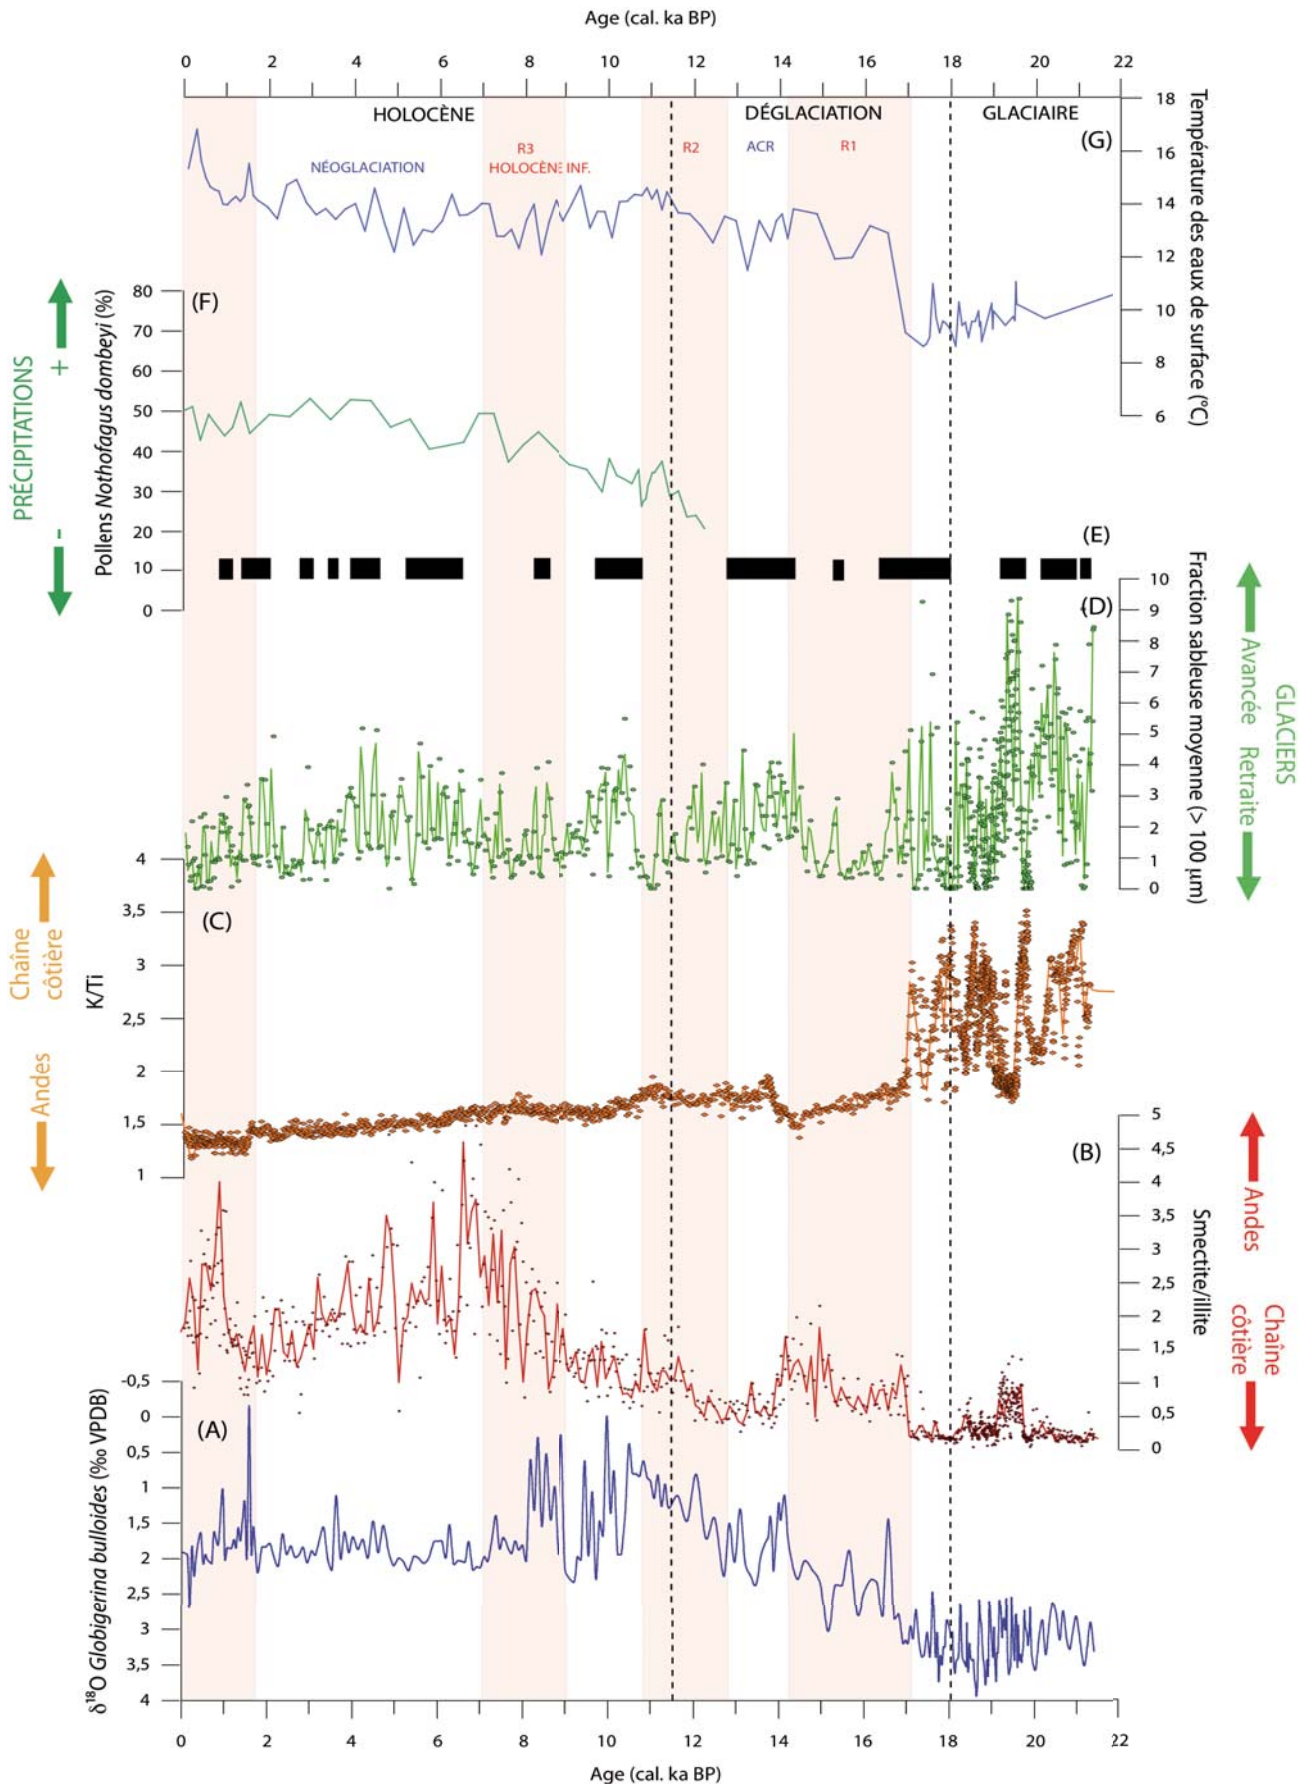 Age (cal. ka BP)
0 2 4 6 8 10 12 14 16 18 20 22
HOLOCÈNE
DÉGLACIATION
GLACIAIRE
(G)
R3
R2
ACR
R1
NÉOGLACIATION
HOLOCÈNE INF.
18
16
14
12
10
8
6
Température des eaux de surface (°C)
(F)
80
70
60
50
40
30
20
10
0
Pollens Nothofagus dombeyi (%)
PRÉCIPITATIONS
+
-
(E)
(D)
10
9
8
7
6
5
4
3
2
1
0
Fraction sableuse moyenne (> 100 µm)
Avancée
Retraite
GLACIERS
(C)
4
3,5
3
2,5
2
1,5
1
K/Ti
Chaîne
côtière
Andes
(B)
5
4,5
4
3,5
3
2,5
2
1,5
1
0,5
0
Smectite/illite
Andes
Chaîne
côtière
(A)
-0,5
0
0,5
1
1,5
2
2,5
3
3,5
4
δ¹⁸O Globigerina bulloides (‰ VPDB)
0 2 4 6 8 10 12 14 16 18 20 22
Age (cal. ka BP)